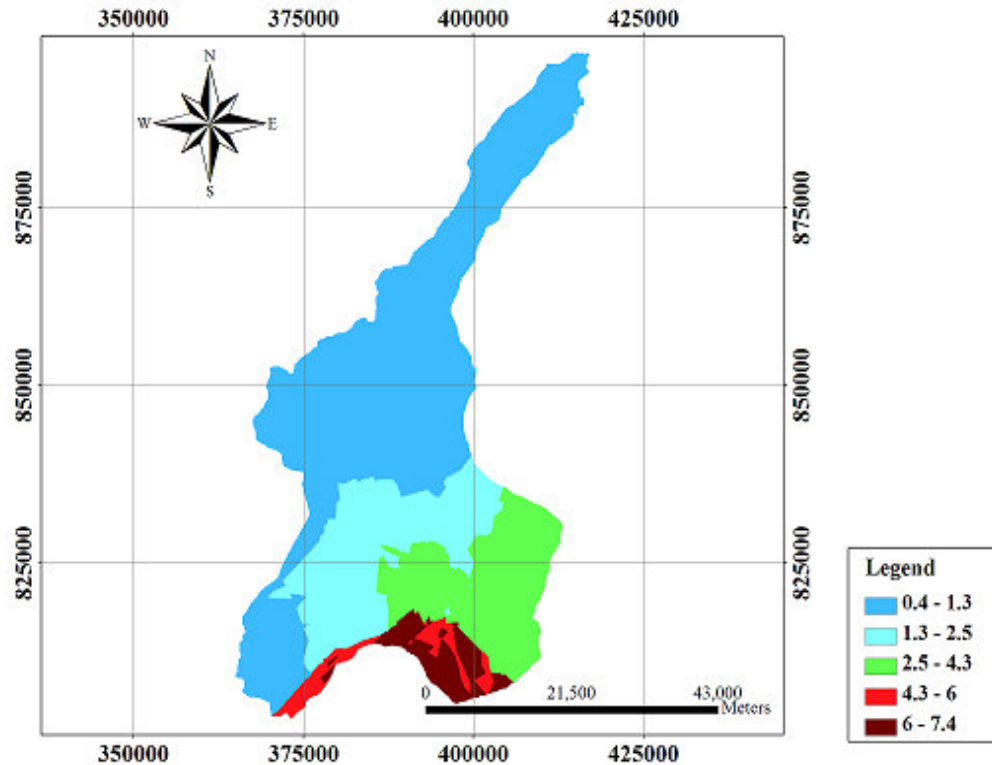 350000 375000 400000 425000
N
W E
S
875000 875000
850000 850000
825000 825000
Legend
0.4 - 1.3
1.3 - 2.5
2.5 - 4.3
4.3 - 6
6 - 7.4
0 21,500 43,000
Meters
350000 375000 400000 425000